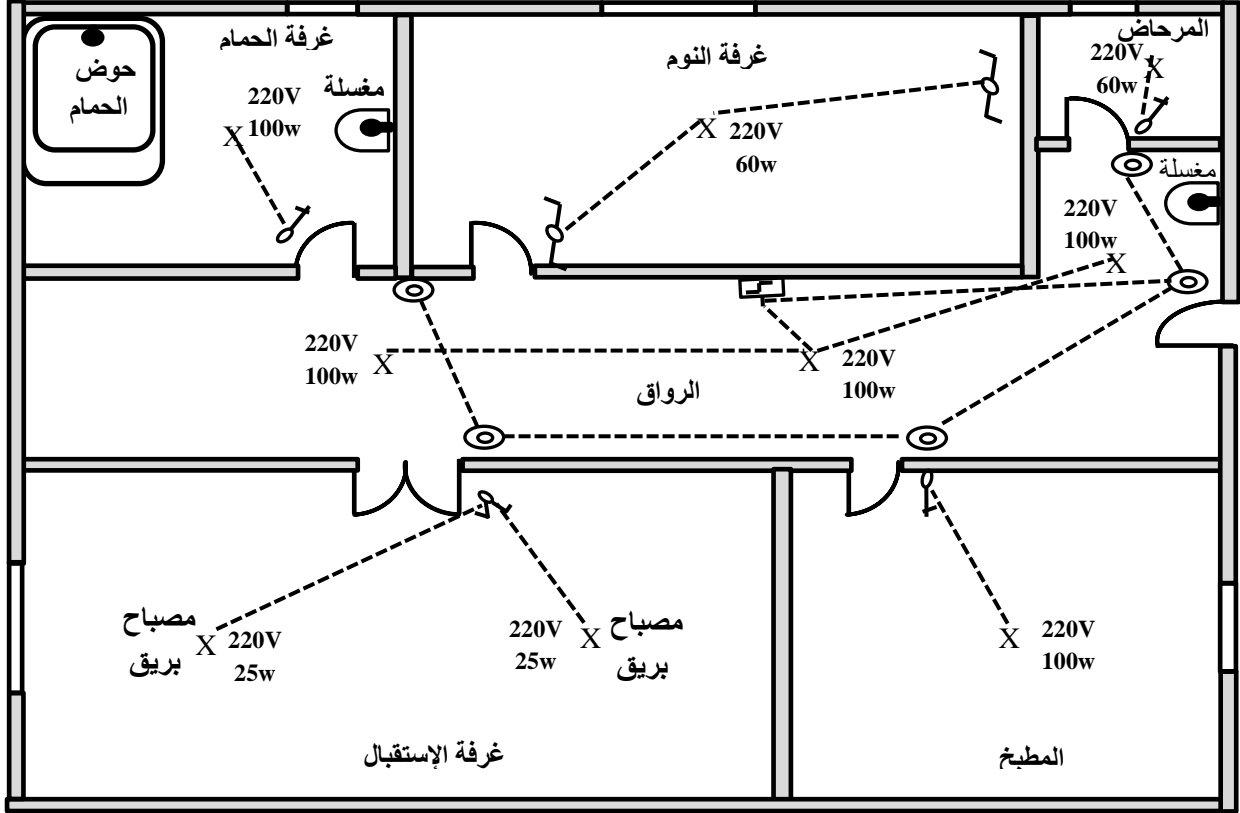 غرفة الحمام
حوض
الحمام
220V
100w
X
مغسلة
غرفة النوم
X
220V
60w
المرحاض
220V
60w
X
مغسلة
220V
100w
X
220V
100w
X
X
220V
100w
الرواق
مصباح
بريق
X
220V
25w
220V
25w
X
مصباح
بريق
غرفة الإستقبال
X
220V
100w
المطبخ